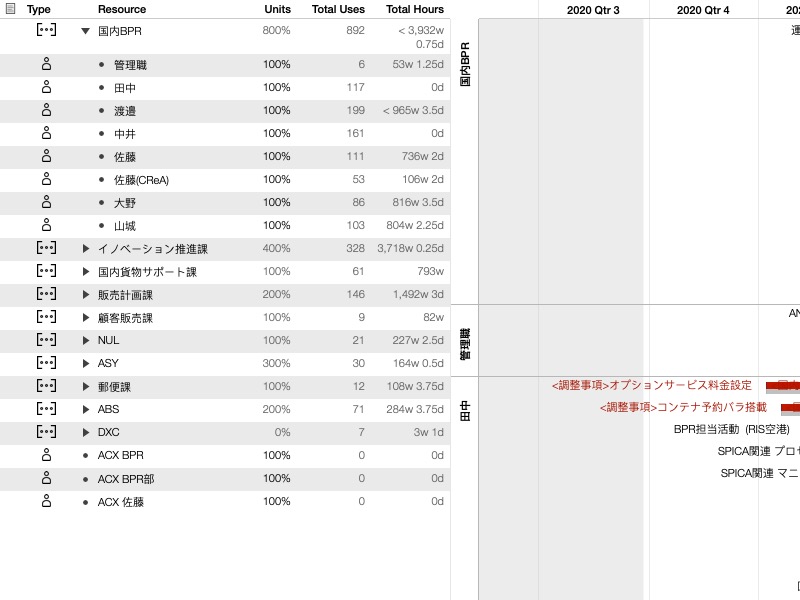 Type Resource Units Total Uses Total Hours 2020 Qtr 3 2020 Qtr 4
国内BPR 800% 892 < 3,932w
0.75d
管理職 100% 6 53w 1.25d
田中 100% 117 0d
渡邉 100% 199 < 965w 3.5d
中井 100% 161 0d
佐藤 100% 111 736w 2d
佐藤(CReA) 100% 53 106w 2d
大野 100% 86 816w 3.5d
山城 100% 103 804w 2.25d
イノベーション推進課 400% 328 3,718w 0.25d
国内貨物サポート課 100% 61 793w
販売計画課 200% 146 1,492w 3d
顧客販売課 100% 9 82w
NUL 100% 21 227w 2.5d
ASY 300% 30 164w 0.5d
郵便課 100% 12 108w 3.75d
ABS 200% 71 284w 3.75d
DXC 0% 7 3w 1d
ACX BPR 100% 0 0d
ACX BPR部 100% 0 0d
ACX 佐藤 100% 0 0d
国内BPR
管理職
田中
<調整事項>オプションサービス料金設定
<調整事項>コンテナ予約バラ搭載
BPR担当活動 (RIS空港)
SPICA関連 プロ
SPICA関連 マニ